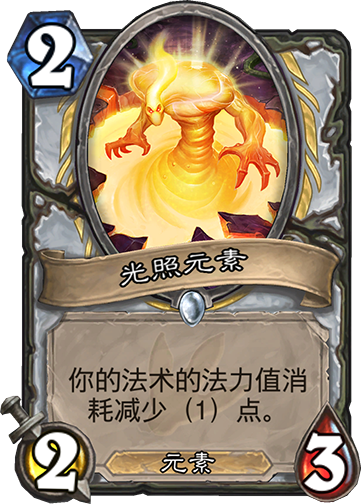 2
光照元素
你的法术的法力值消
耗减少（1）点。
2
元素
3